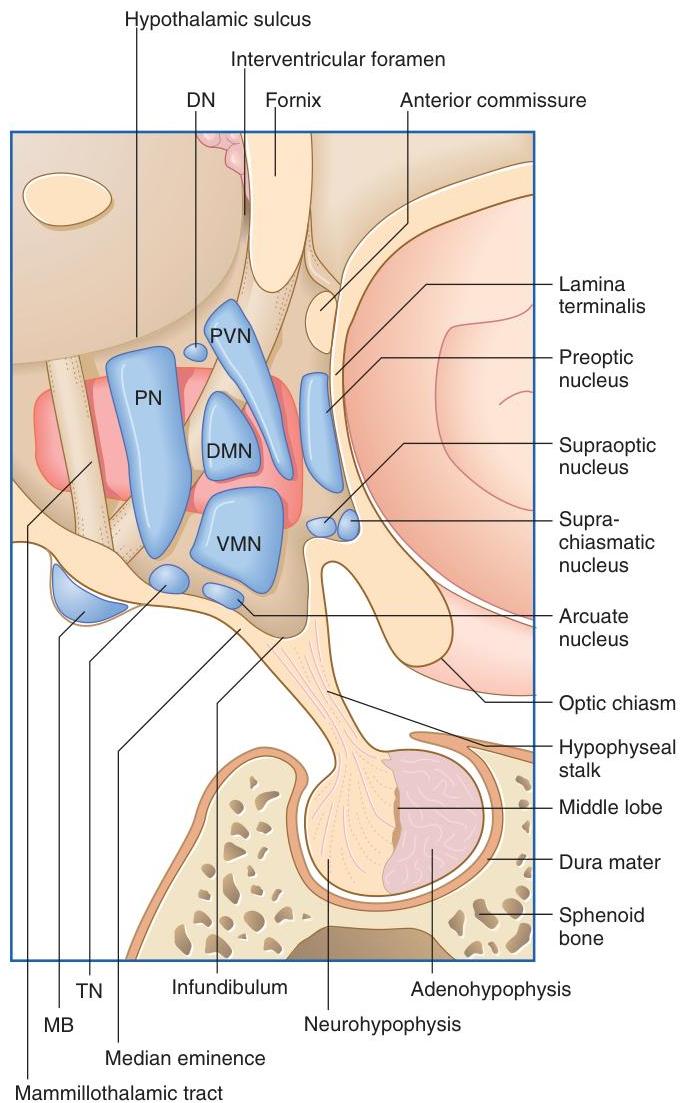 Hypothalamic sulcus
Interventricular foramen
DN
Fornix
Anterior commissure
Lamina
terminalis
PVN
Preoptic
nucleus
PN
Supraoptic
nucleus
DMN
Supra-
chiasmatic
nucleus
VMN
Arcuate
nucleus
Optic chiasm
Hypophyseal
stalk
Middle lobe
Dura mater
Sphenoid
bone
Infundibulum
Adenohypophysis
TN
Neurohypophysis
MB
Median eminence
Mammillothalamic tract